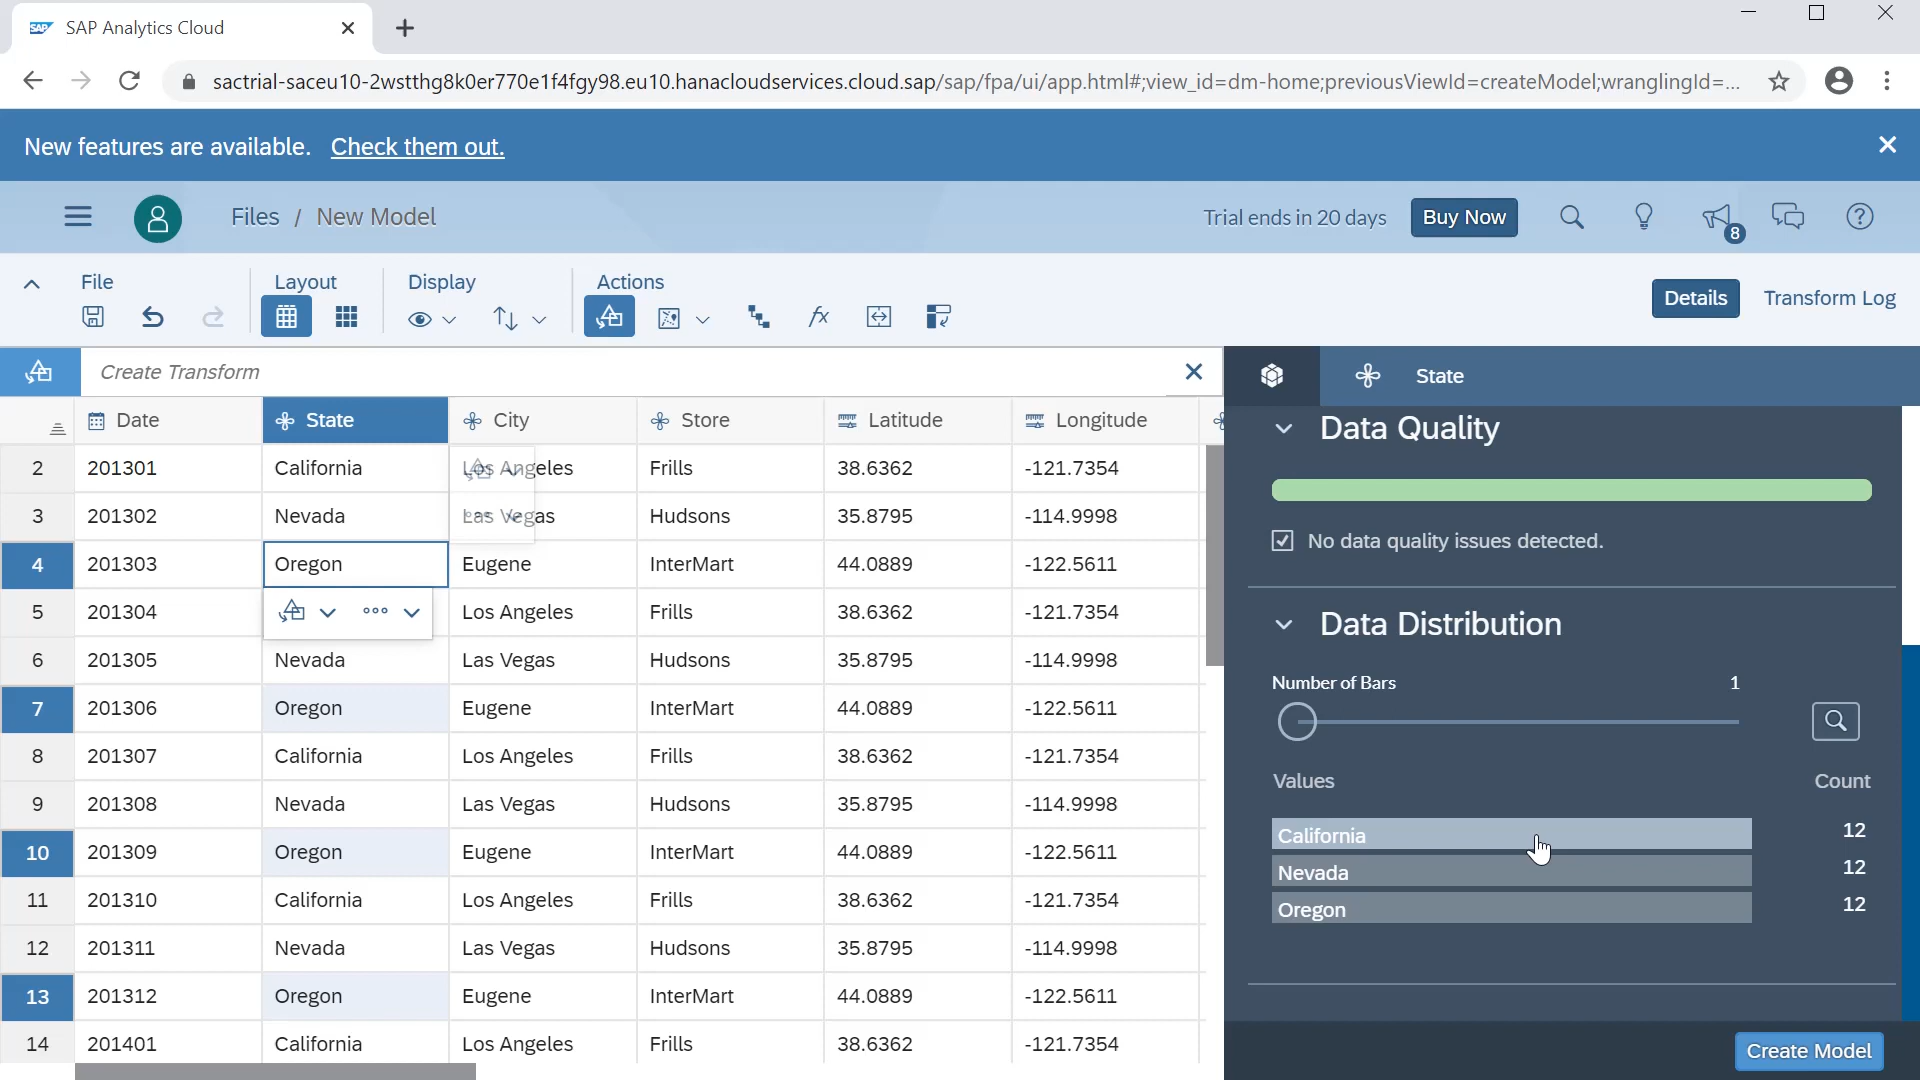 SAP Analytics Cloud
sactrial-saceu10-2wstthg8k0er770e1f4fgy98.eu10.hanacloudservices.cloud.sap/sap/fpa/ui/app.html#;view_id=dm-home;previousViewId=createModel;wranglingId=...
New features are available. Check them out.
Files / New Model
Trial ends in 20 days Buy Now 8
File Layout Display Actions
Details Transform Log
Create Transform
State
Date State City Store Latitude Longitude
2 201301 California Los Angeles Frills 38.6362 -121.7354
3 201302 Nevada Las Vegas Hudsons 35.8795 -114.9998
4 201303 Oregon Eugene InterMart 44.0889 -122.5611
5 201304 Los Angeles Frills 38.6362 -121.7354
6 201305 Nevada Las Vegas Hudsons 35.8795 -114.9998
7 201306 Oregon Eugene InterMart 44.0889 -122.5611
8 201307 California Los Angeles Frills 38.6362 -121.7354
9 201308 Nevada Las Vegas Hudsons 35.8795 -114.9998
10 201309 Oregon Eugene InterMart 44.0889 -122.5611
11 201310 California Los Angeles Frills 38.6362 -121.7354
12 201311 Nevada Las Vegas Hudsons 35.8795 -114.9998
13 201312 Oregon Eugene InterMart 44.0889 -122.5611
14 201401 California Los Angeles Frills 38.6362 -121.7354
Data Quality
No data quality issues detected.
Data Distribution
Number of Bars 1
Values Count
California 12
Nevada 12
Oregon 12
Create Model